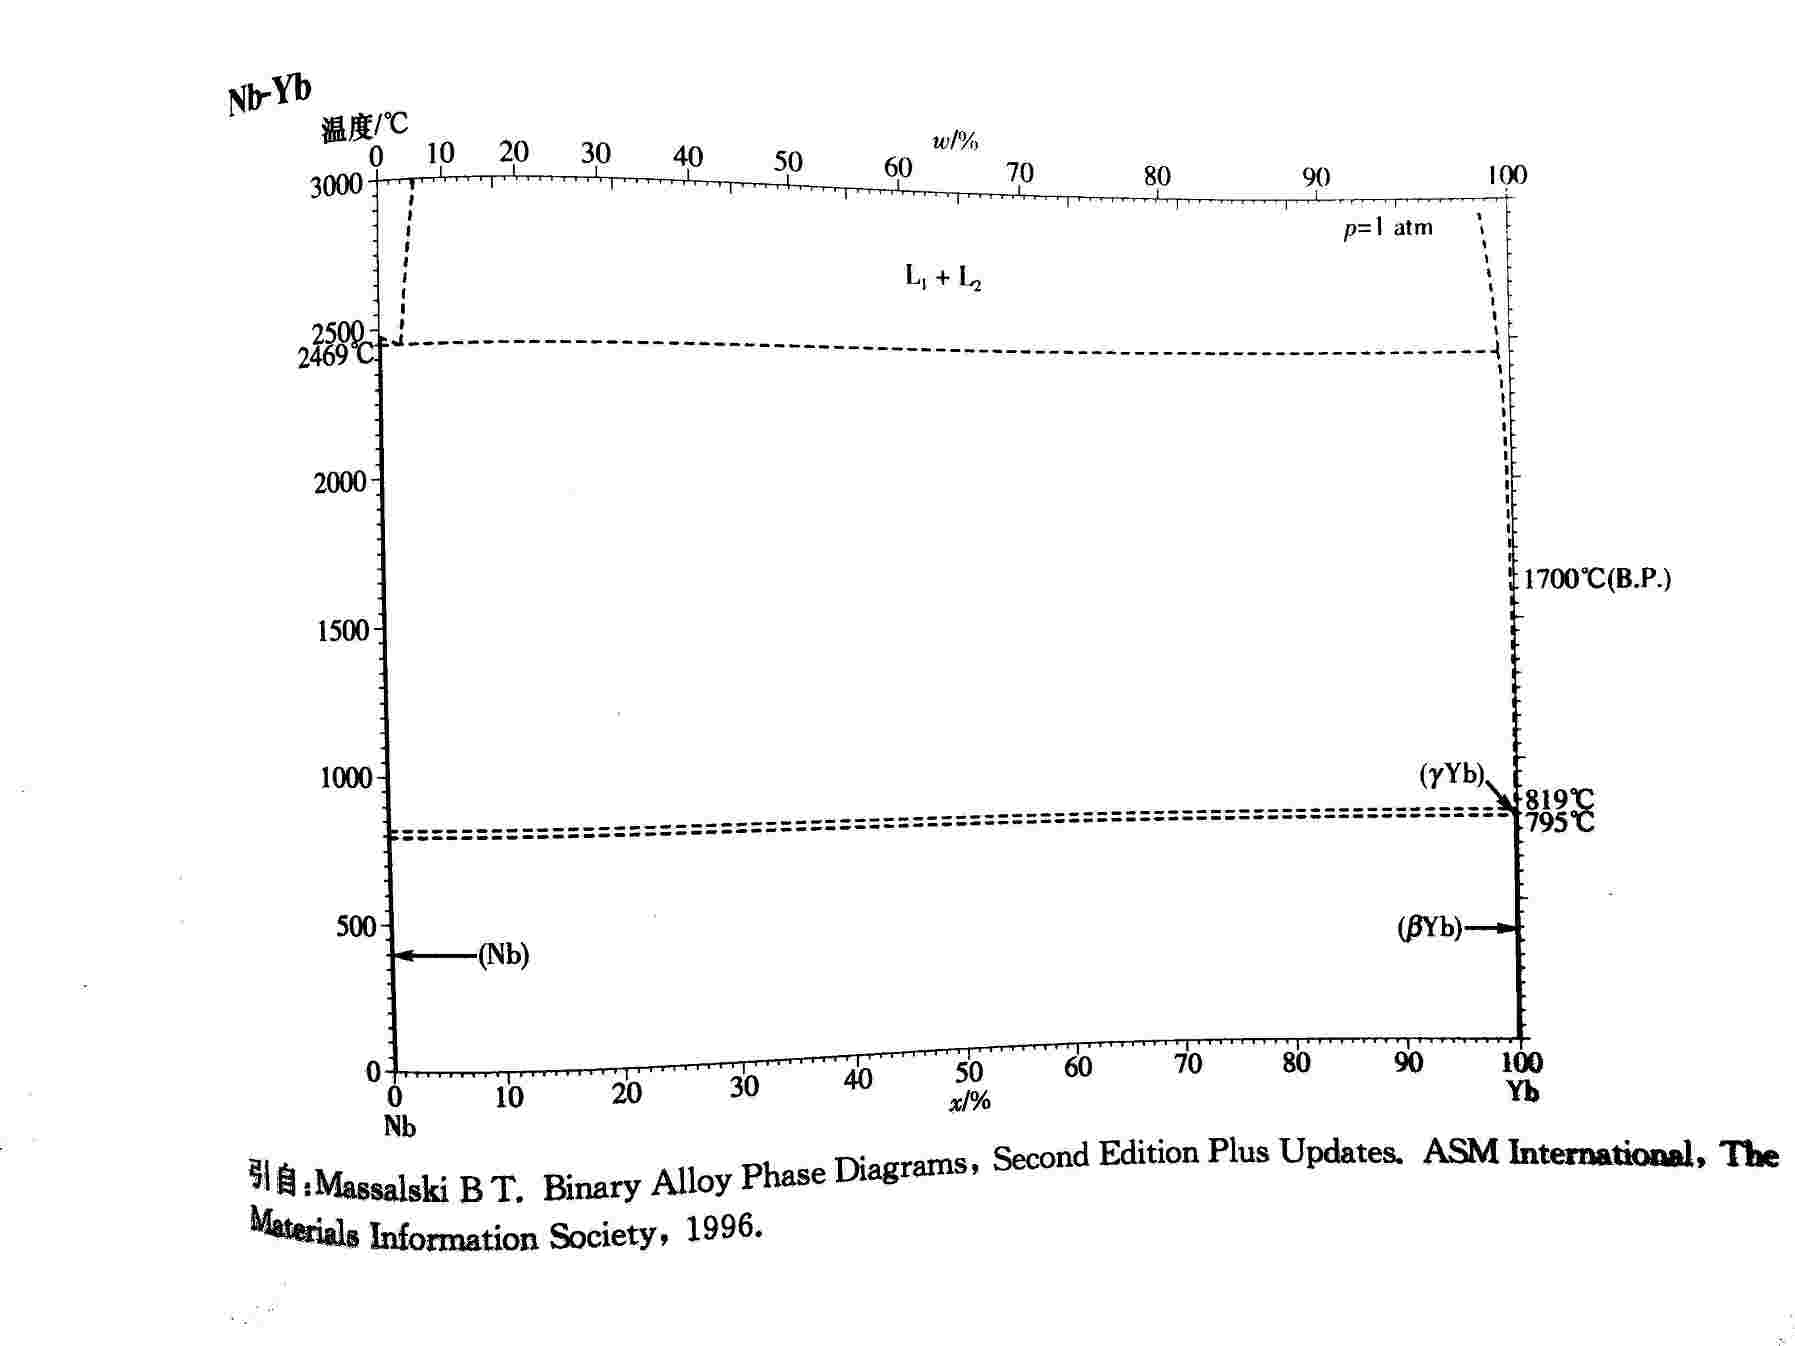 Nb-Yb
温度/℃
w/%
0 10 20 30 40 50 60 70 80 90 100
3000
p=1 atm
L₁ + L₂
2500
2469℃
2000
1700℃(B.P.)
1500
1000
(γYb)
819℃
795℃
500
(βYb)
(Nb)
0
0 10 20 30 40 50 60 70 80 90 100
x/%
Nb
Yb
引自:Massalski B T. Binary Alloy Phase Diagrams, Second Edition Plus Updates. ASM International, The
Materials Information Society, 1996.